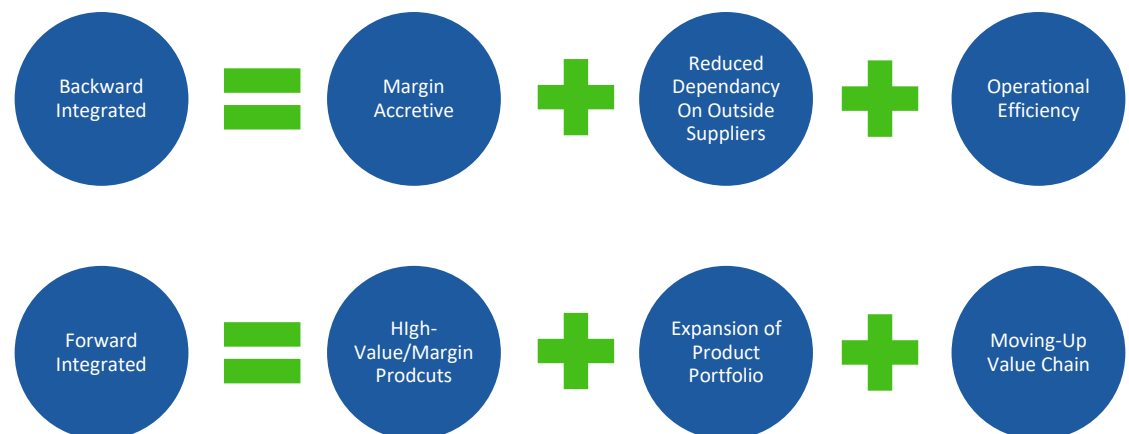 Backward
Integrated
Margin
Accretive
Reduced
Dependancy
On Outside
Suppliers
Operational
Efficiency
Forward
Integrated
HIgh-
Value/Margin
Prodcuts
Expansion of
Product
Portfolio
Moving-Up
Value Chain